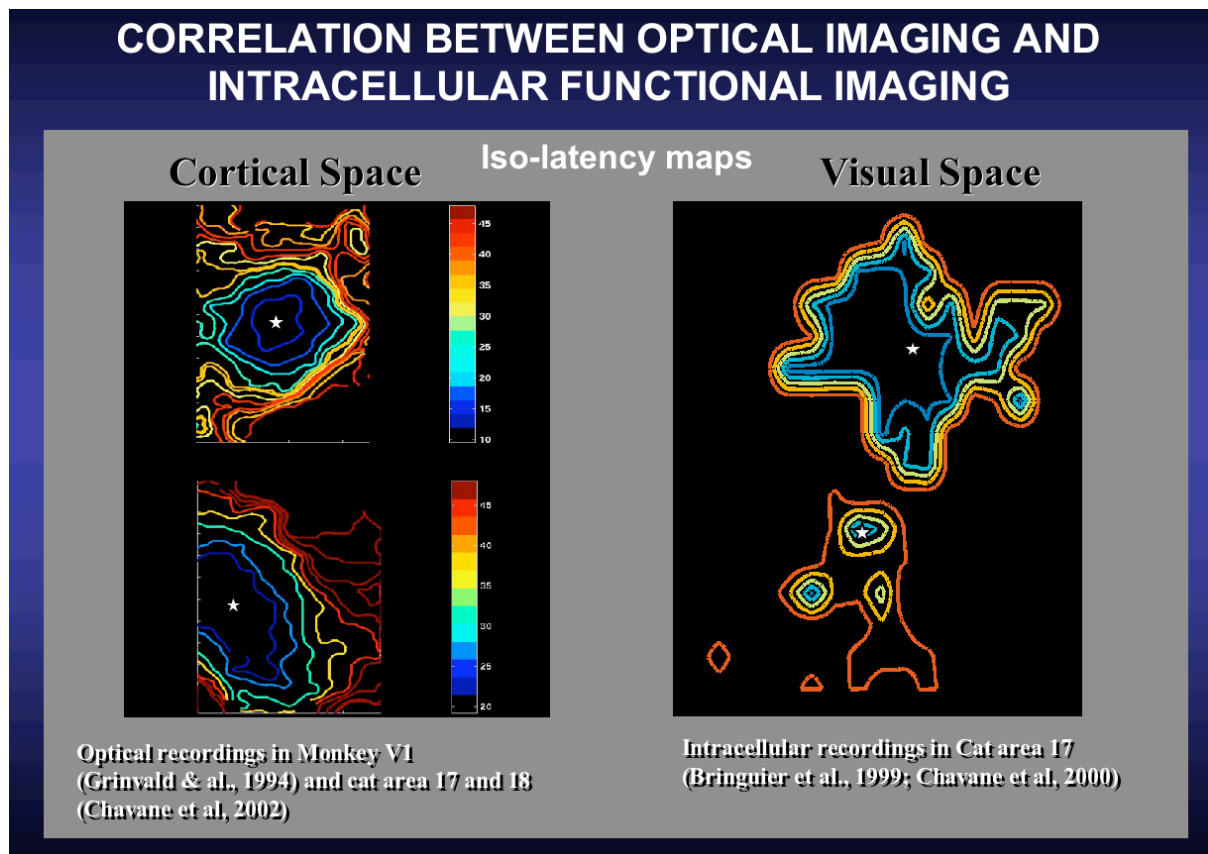 CORRELATION BETWEEN OPTICAL IMAGING AND
INTRACELLULAR FUNCTIONAL IMAGING
Iso-latency maps
Cortical Space
Visual Space
45
40
35
30
25
20
15
10
45
40
35
30
25
20
Optical recordings in Monkey V1
(Grinvald & al., 1994) and cat area 17 and 18
(Chavane et al, 2002)
Intracellular recordings in Cat area 17
(Bringuier et al., 1999; Chavane et al, 2000)